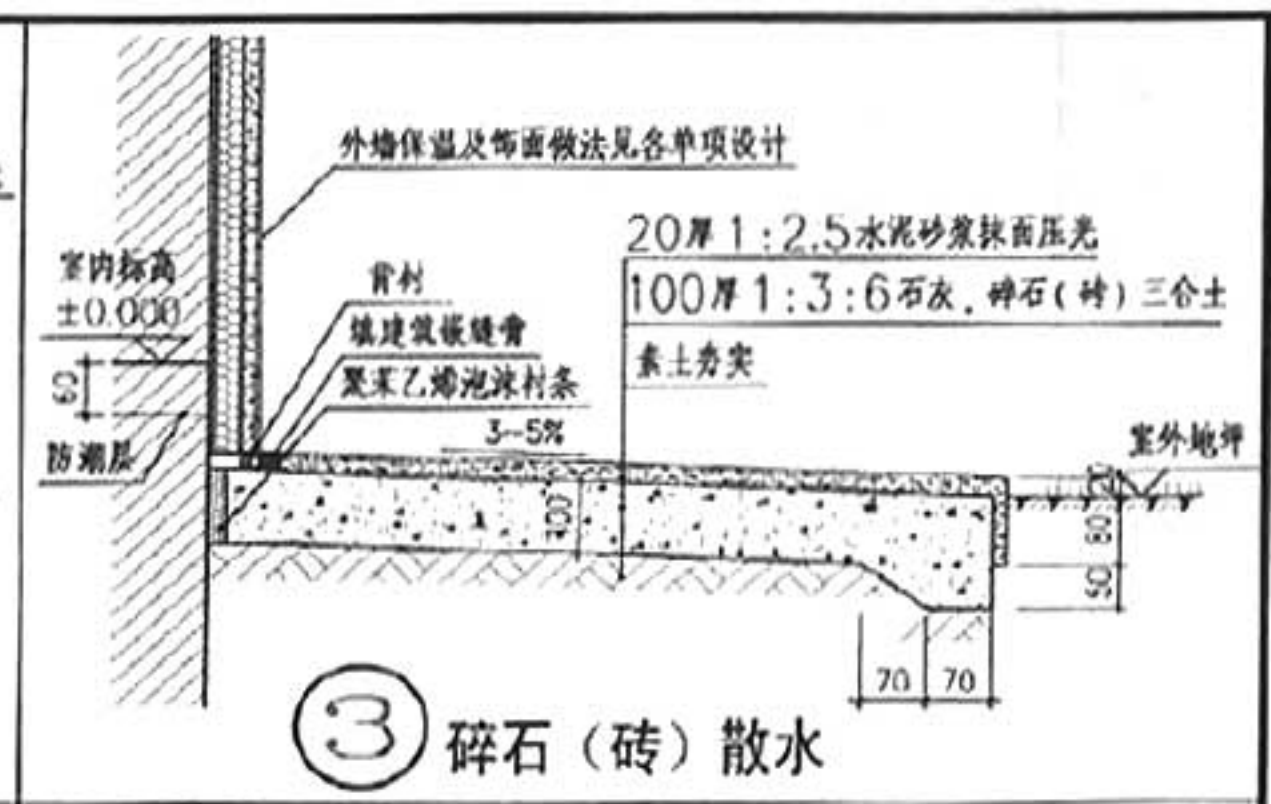 外墙保温及饰面做法见各单项设计
20厚1:2.5水泥砂浆抹面压光
100厚1:3:6石灰、碎石(砖)三合土
素土夯实
室内标高
±0.000
背衬
填建筑嵌缝膏
聚苯乙烯泡沫衬条
60
防潮层
3-5%
室外地坪
20
100
80
50
70
70
3 碎石（砖）散水